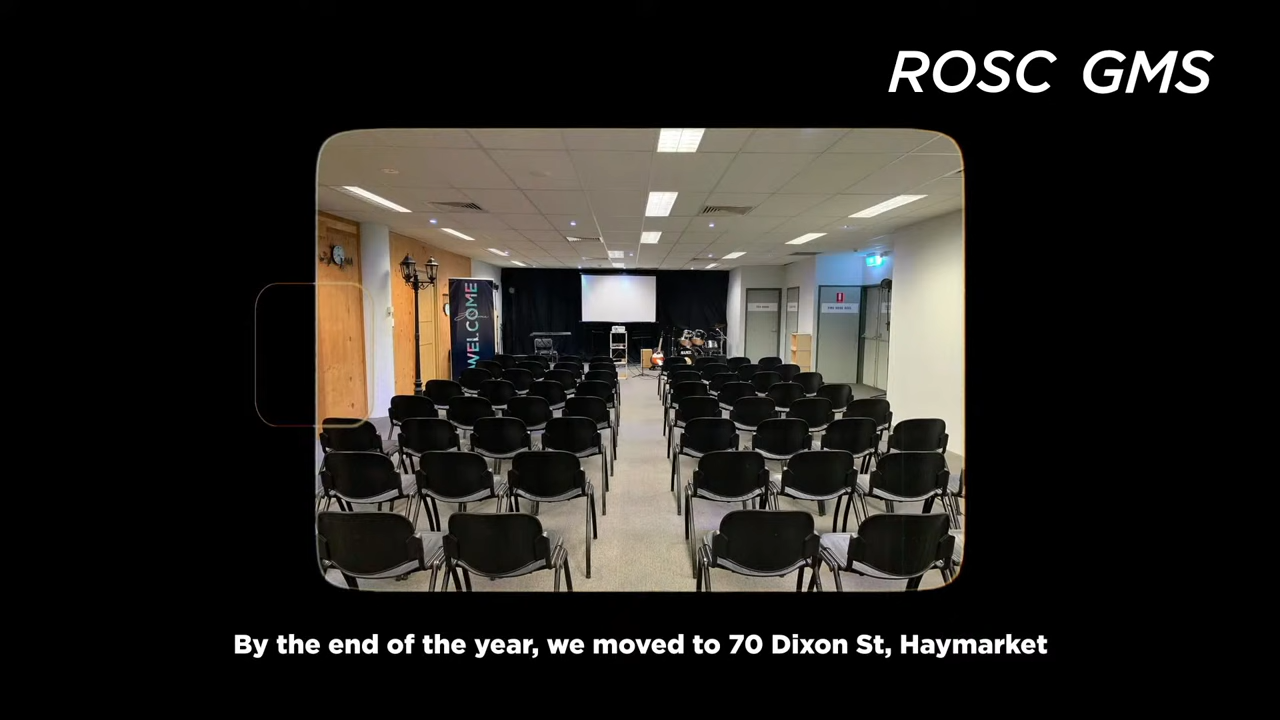 ROSC GMS
WELCOME
By the end of the year, we moved to 70 Dixon St, Haymarket